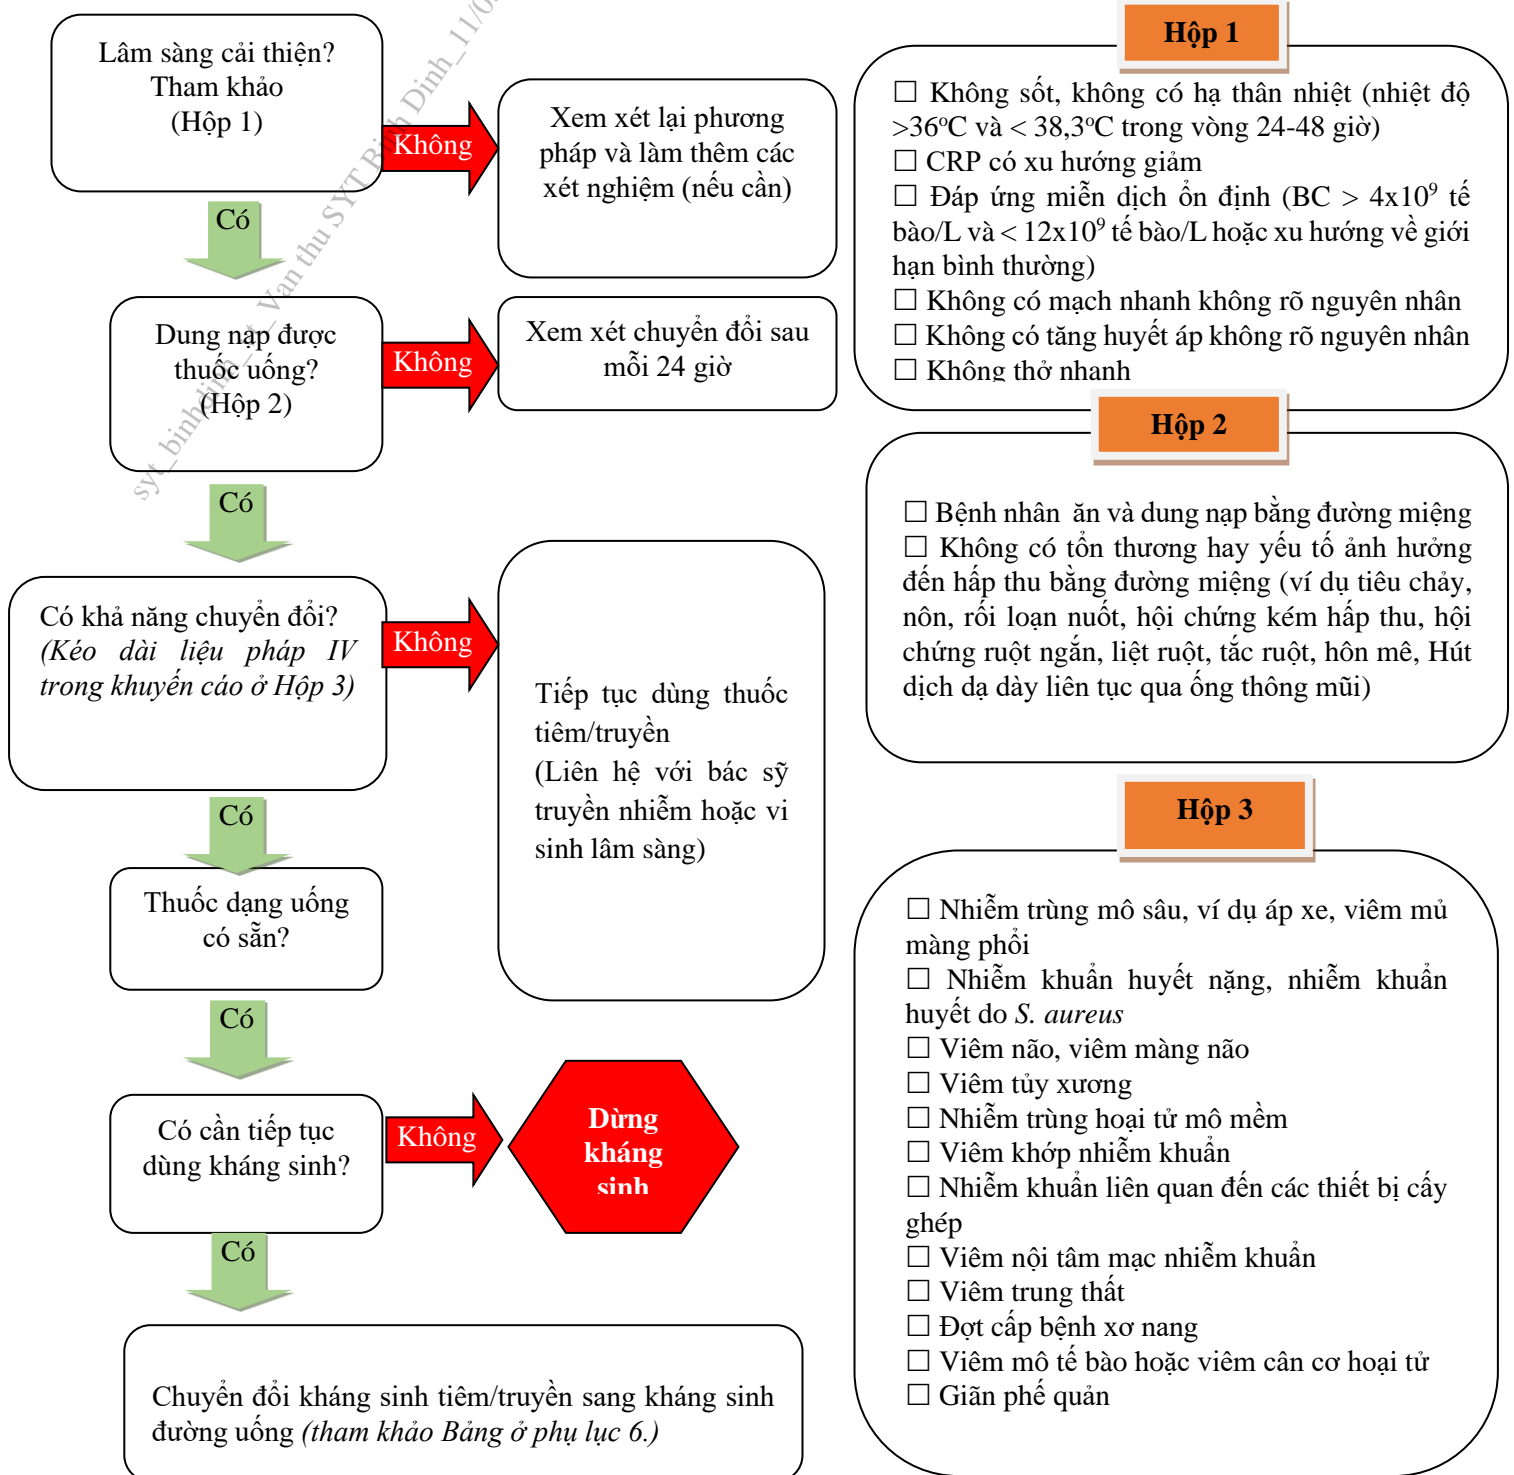 Lâm sàng cải thiện?
Tham khảo
(Hộp 1)
Không
Xem xét lại phương
pháp và làm thêm các
xét nghiệm (nếu cần)
Có
Dung nạp được
thuốc uống?
(Hộp 2)
Không
Xem xét chuyển đổi sau
mỗi 24 giờ
Có
Có khả năng chuyển đổi?
(Kéo dài liệu pháp IV
trong khuyến cáo ở Hộp 3)
Không
Tiếp tục dùng thuốc
tiêm/truyền
(Liên hệ với bác sỹ
truyền nhiễm hoặc vi
sinh lâm sàng)
Có
Thuốc dạng uống
có sẵn?
Có
Có cần tiếp tục
dùng kháng sinh?
Không
Dừng
kháng
sinh
Có
Chuyển đổi kháng sinh tiêm/truyền sang kháng sinh
đường uống (tham khảo Bảng ở phụ lục 6.)
Hộp 1
☐ Không sốt, không có hạ thân nhiệt (nhiệt độ
>36ºC và < 38,3ºC trong vòng 24-48 giờ)
☐ CRP có xu hướng giảm
☐ Đáp ứng miễn dịch ổn định (BC > 4x10⁹ tế
bào/L và < 12x10⁹ tế bào/L hoặc xu hướng về giới
hạn bình thường)
☐ Không có mạch nhanh không rõ nguyên nhân
☐ Không có tăng huyết áp không rõ nguyên nhân
☐ Không thở nhanh
Hộp 2
☐ Bệnh nhân ăn và dung nạp bằng đường miệng
☐ Không có tổn thương hay yếu tố ảnh hưởng
đến hấp thu bằng đường miệng (ví dụ tiêu chảy,
nôn, rối loạn nuốt, hội chứng kém hấp thu, hội
chứng ruột ngắn, liệt ruột, tắc ruột, hôn mê, Hút
dịch dạ dày liên tục qua ống thông mũi)
Hộp 3
☐ Nhiễm trùng mô sâu, ví dụ áp xe, viêm mủ
màng phổi
☐ Nhiễm khuẩn huyết nặng, nhiễm khuẩn
huyết do S. aureus
☐ Viêm não, viêm màng não
☐ Viêm tủy xương
☐ Nhiễm trùng hoại tử mô mềm
☐ Viêm khớp nhiễm khuẩn
☐ Nhiễm khuẩn liên quan đến các thiết bị cấy
ghép
☐ Viêm nội tâm mạc nhiễm khuẩn
☐ Viêm trung thất
☐ Đợt cấp bệnh xơ nang
☐ Viêm mô tế bào hoặc viêm cân cơ hoại tử
☐ Giãn phế quản
Van thu SYT Binh Dinh_11/0